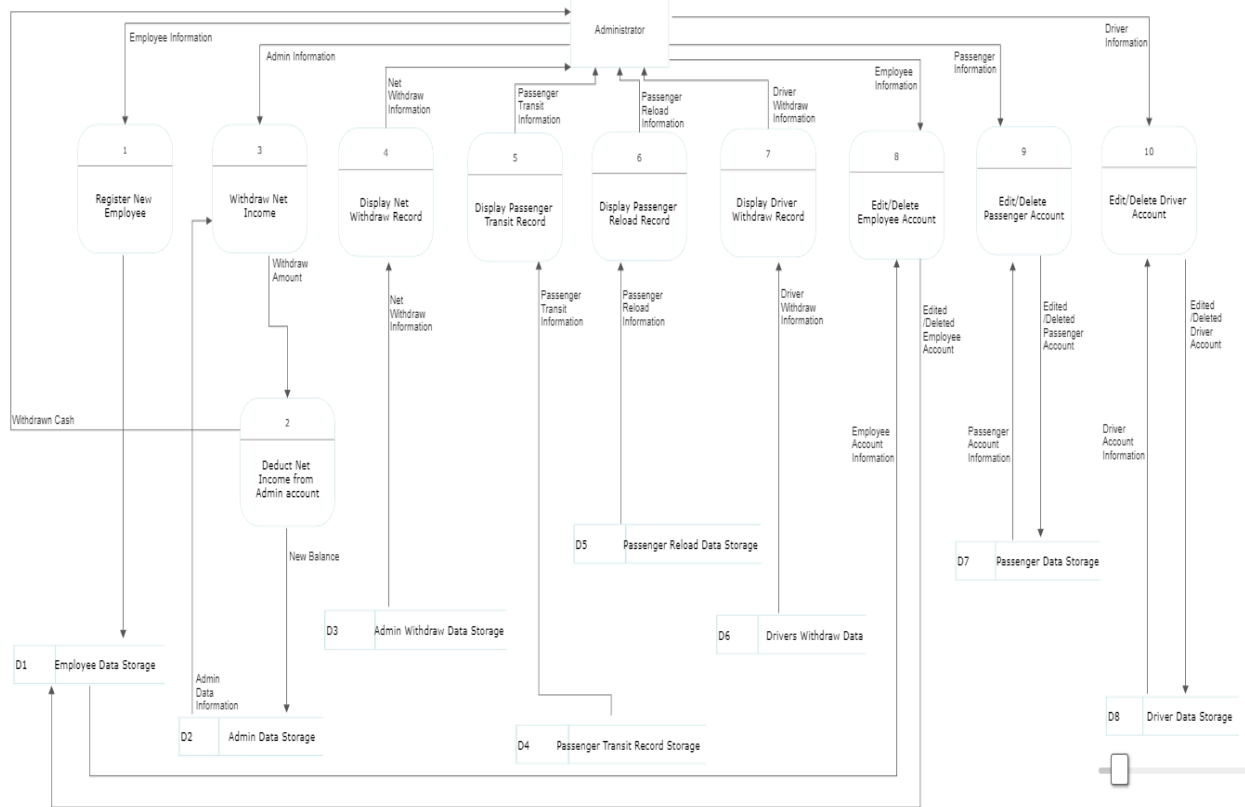 Administrator
Employee Information
Admin Information
Net
Withdraw
Information
Passenger
Transit
Information
Passenger
Reload
Information
Driver
Withdraw
Information
Employee
Information
Passenger
Information
Driver
Information
1
Register New
Employee
3
Withdraw Net
Income
4
Display Net
Withdraw Record
5
Display Passenger
Transit Record
6
Display Passenger
Reload Record
7
Display Driver
Withdraw Record
8
Edit/Delete
Employee Account
9
Edit/Delete
Passenger Account
10
Edit/Delete Driver
Account
Withdraw
Amount
Net
Withdraw
Information
Passenger
Transit
Information
Passenger
Reload
Information
Driver
Withdraw
Information
Edited
/Deleted
Employee
Account
Edited
/Deleted
Passenger
Account
Edited
/Deleted
Driver
Account
Withdrawn Cash
2
Deduct Net
Income from
Admin account
Employee
Account
Information
Passenger
Account
Information
Driver
Account
Information
New Balance
D5 Passenger Reload Data Storage
D7 Passenger Data Storage
D3 Admin Withdraw Data Storage
D6 Drivers Withdraw Data
D1 Employee Data Storage
Admin
Data
Information
D2 Admin Data Storage
D4 Passenger Transit Record Storage
D8 Driver Data Storage